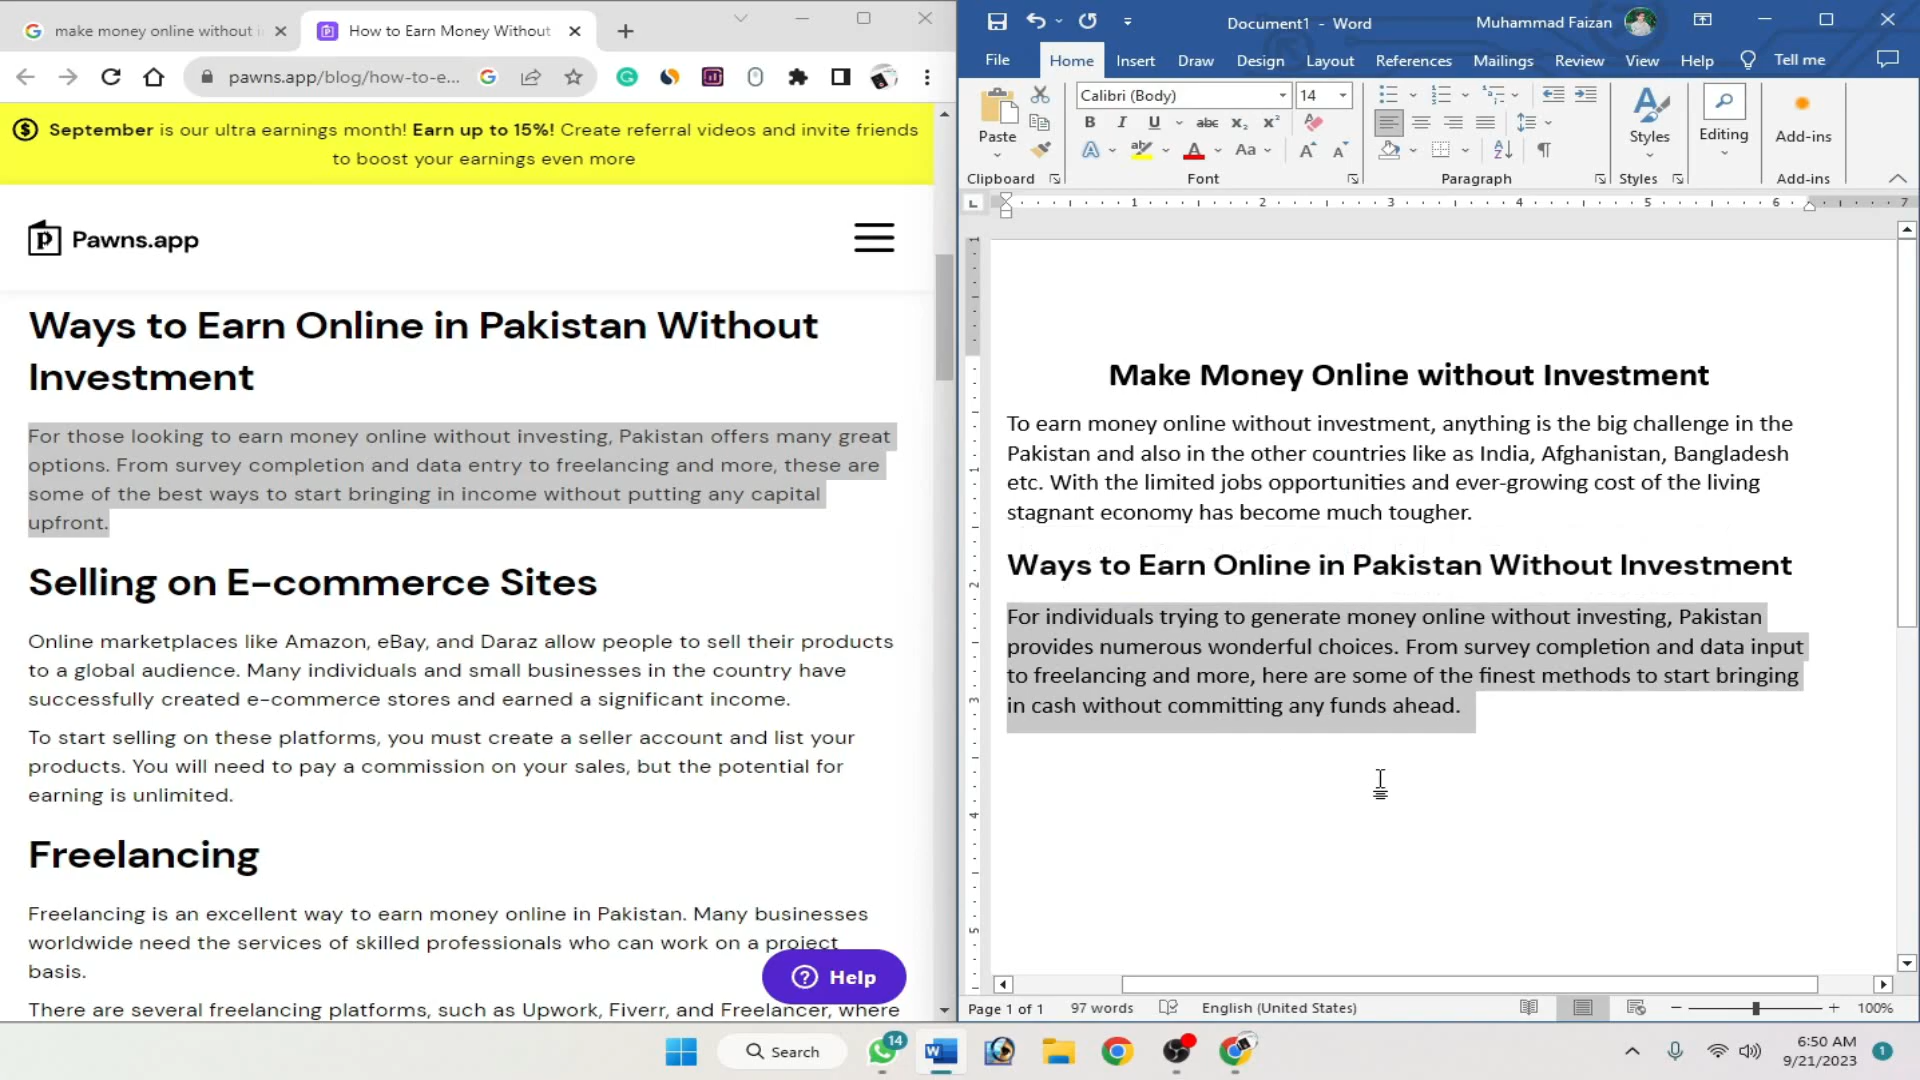 make money online without i
How to Earn Money Without
pawns.app/blog/how-to-e...
September is our ultra earnings month! Earn up to 15%! Create referral videos and invite friends
to boost your earnings even more
Pawns.app
Ways to Earn Online in Pakistan Without
Investment
For those looking to earn money online without investing, Pakistan offers many great
options. From survey completion and data entry to freelancing and more, these are
some of the best ways to start bringing in income without putting any capital
upfront.
Selling on E-commerce Sites
Online marketplaces like Amazon, eBay, and Daraz allow people to sell their products
to a global audience. Many individuals and small businesses in the country have
successfully created e-commerce stores and earned a significant income.
To start selling on these platforms, you must create a seller account and list your
products. You will need to pay a commission on your sales, but the potential for
earning is unlimited.
Freelancing
Freelancing is an excellent way to earn money online in Pakistan. Many businesses
worldwide need the services of skilled professionals who can work on a project
basis.
Help
There are several freelancing platforms, such as Upwork, Fiverr, and Freelancer, where
Document1 - Word
Muhammad Faizan
File Home Insert Draw Design Layout References Mailings Review View Help Tell me
Paste
Calibri (Body) 14
B I U abc x₂ x²
A ab A Aa A A
Styles
Editing
Add-ins
Clipboard Font Paragraph Styles Add-ins
L 1 2 3 4 5 6 7
Make Money Online without Investment
To earn money online without investment, anything is the big challenge in the
Pakistan and also in the other countries like as India, Afghanistan, Bangladesh
etc. With the limited jobs opportunities and ever-growing cost of the living
stagnant economy has become much tougher.
Ways to Earn Online in Pakistan Without Investment
For individuals trying to generate money online without investing, Pakistan
provides numerous wonderful choices. From survey completion and data input
to freelancing and more, here are some of the finest methods to start bringing
in cash without committing any funds ahead.
Page 1 of 1 97 words English (United States) 100%
Search
14
6:50 AM
9/21/2023
1